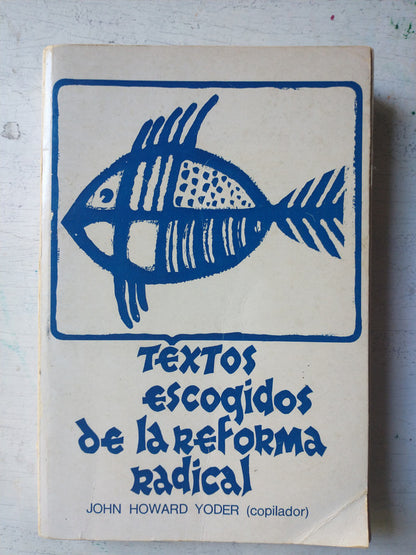 Textos
escogidos
de la reforma
radical
JOHN HOWARD YODER (copilador)